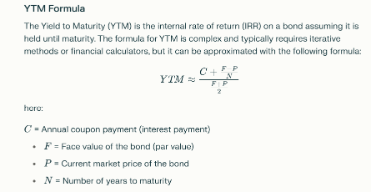 YTM Formula
The Yield to Maturity (YTM) is the internal rate of return (IRR) on a bond assuming it is
held until maturity. The formula for YTM is complex and typically requires iterative
methods or financial calculators, but it can be approximated with the following formula:
YTM ≈ (C + (F P)/N) / ((F P)/2)
here:
C = Annual coupon payment (interest payment)
• F = Face value of the bond (par value)
• P = Current market price of the bond
• N = Number of years to maturity